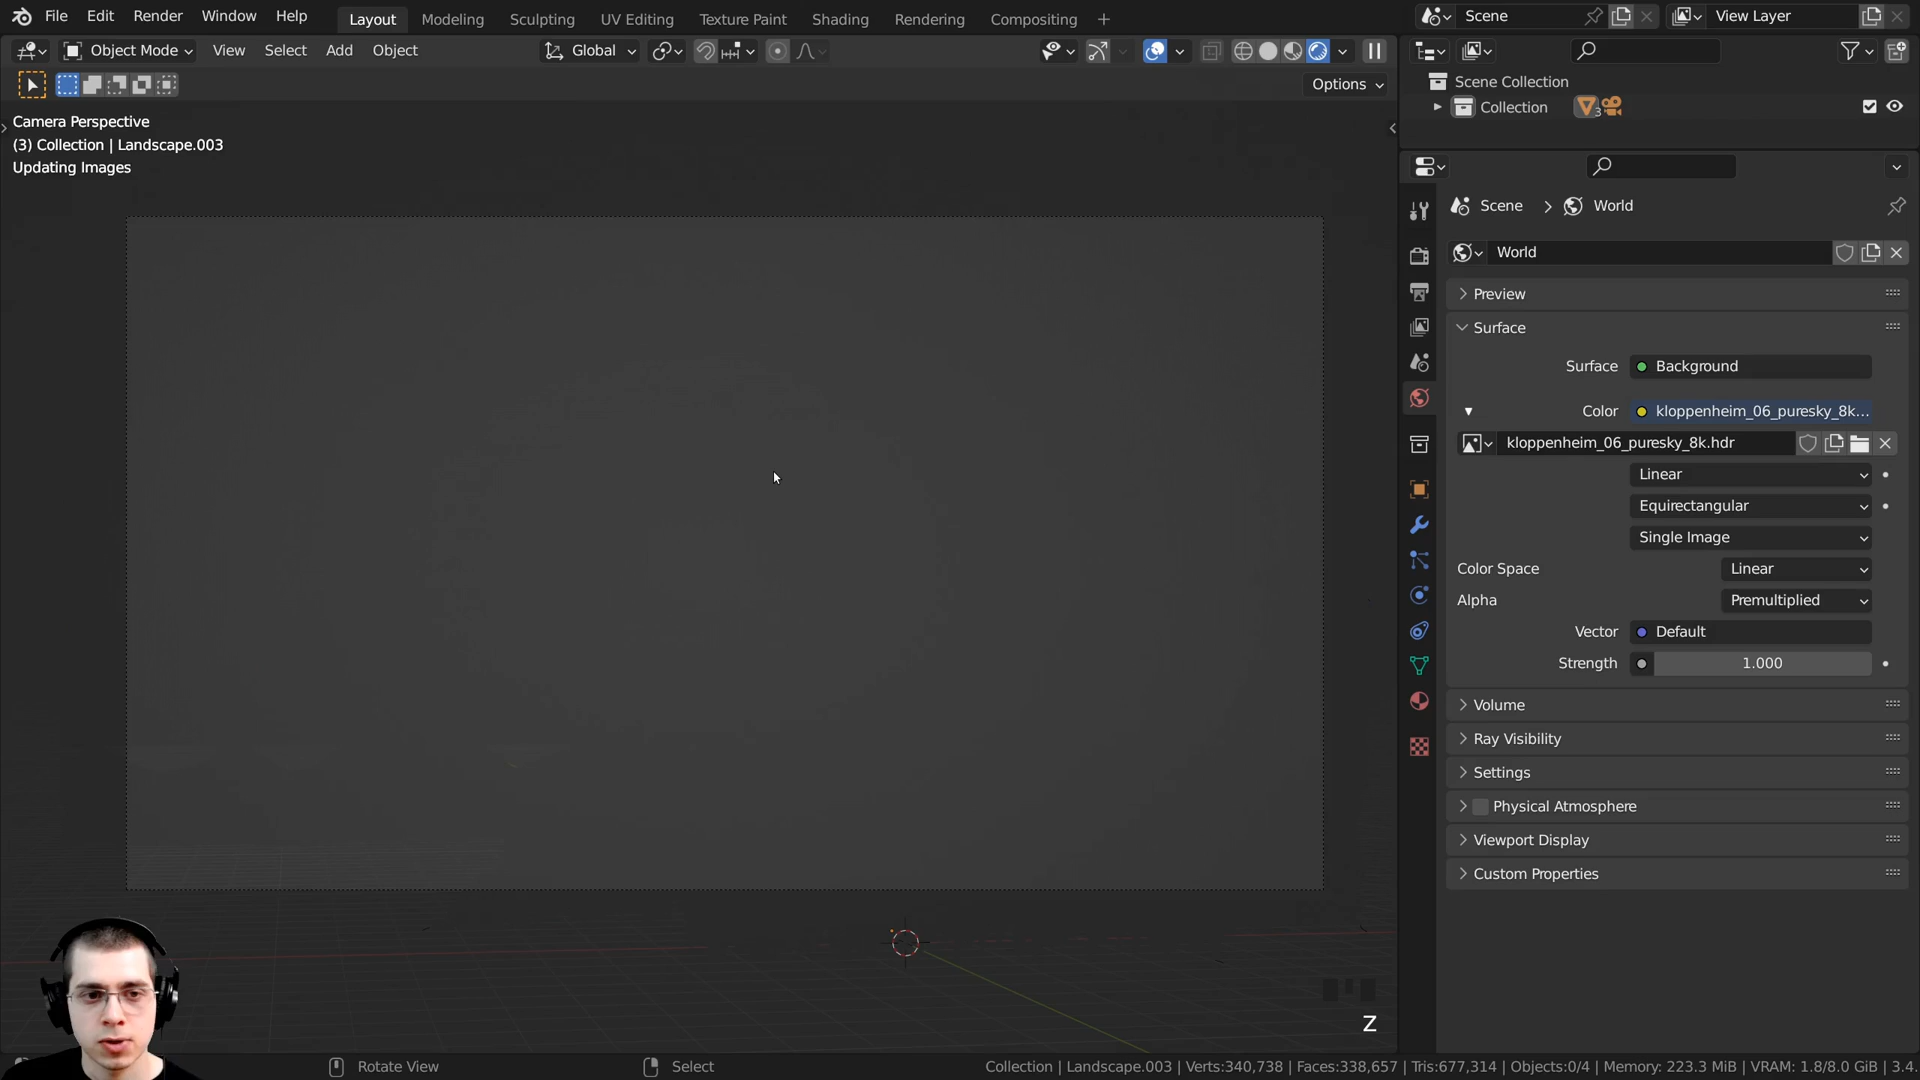 File Edit Render Window Help
Layout Modeling Sculpting UV Editing Texture Paint Shading Rendering Compositing +
Scene
View Layer
Object Mode View Select Add Object
Global
Options
Camera Perspective
(3) Collection | Landscape.003
Updating Images
Scene Collection
Collection
3
Scene > World
World
Preview
Surface
Surface Background
Color kloppenheim_06_puresky_8k...
kloppenheim_06_puresky_8k.hdr
Linear
Equirectangular
Single Image
Color Space Linear
Alpha Premultiplied
Vector Default
Strength 1.000
Volume
Ray Visibility
Settings
Physical Atmosphere
Viewport Display
Custom Properties
Z
Rotate View
Select
Collection | Landscape.003 | Verts:340,738 | Faces:338,657 | Tris:677,314 | Objects:0/4 | Memory: 223.3 MiB | VRAM: 1.8/8.0 GiB | 3.4.